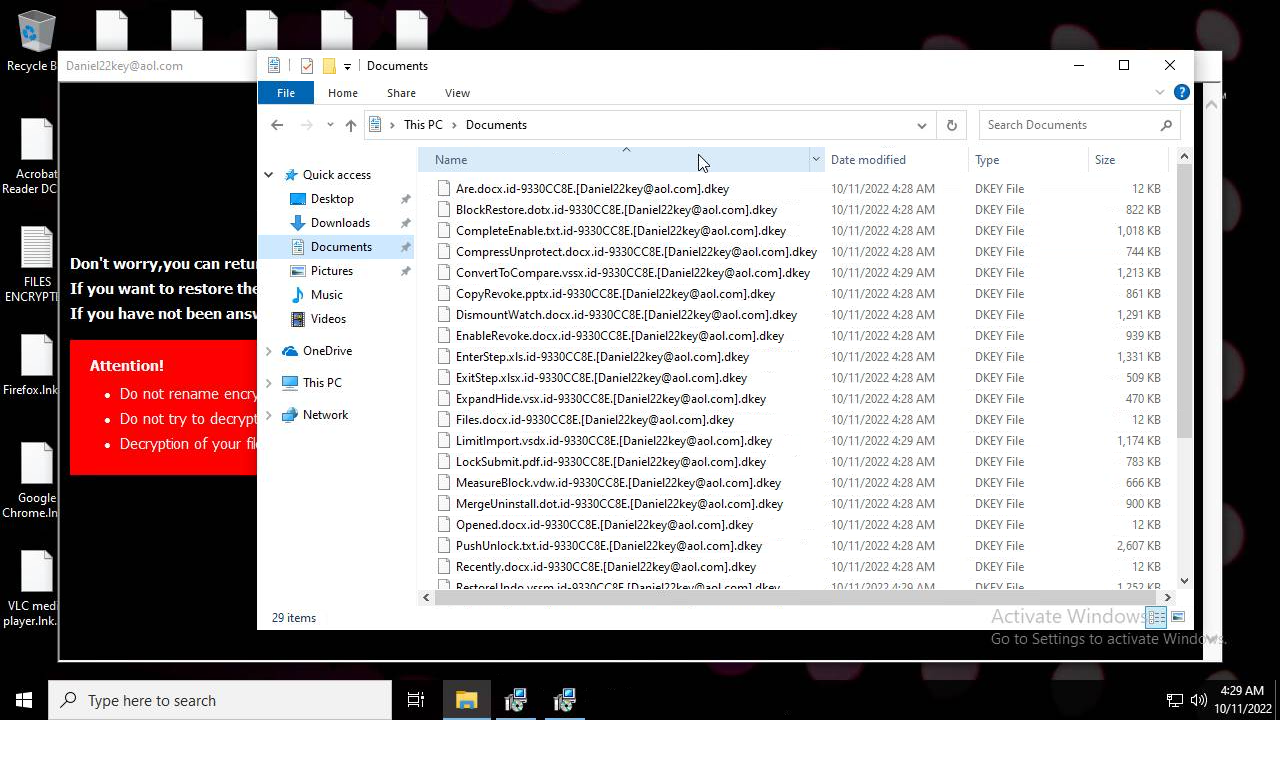 Recycle B
Daniel22key@aol.com
Documents
File
Home
Share
View
This PC
Documents
Search Documents
Name
Date modified
Type
Size
Quick access
Desktop
Downloads
Documents
Pictures
Music
Videos
OneDrive
This PC
Network
Are.docx.id-9330CC8E.[Daniel22key@aol.com].dkey 10/11/2022 4:28 AM DKEY File 12 KB
BlockRestore.dotx.id-9330CC8E.[Daniel22key@aol.com].dkey 10/11/2022 4:28 AM DKEY File 822 KB
CompleteEnable.txt.id-9330CC8E.[Daniel22key@aol.com].dkey 10/11/2022 4:28 AM DKEY File 1,018 KB
CompressUnprotect.docx.id-9330CC8E.[Daniel22key@aol.com].dkey 10/11/2022 4:28 AM DKEY File 744 KB
ConvertToCompare.vssx.id-9330CC8E.[Daniel22key@aol.com].dkey 10/11/2022 4:29 AM DKEY File 1,213 KB
CopyRevoke.pptx.id-9330CC8E.[Daniel22key@aol.com].dkey 10/11/2022 4:28 AM DKEY File 861 KB
DismountWatch.docx.id-9330CC8E.[Daniel22key@aol.com].dkey 10/11/2022 4:28 AM DKEY File 1,291 KB
EnableRevoke.docx.id-9330CC8E.[Daniel22key@aol.com].dkey 10/11/2022 4:28 AM DKEY File 939 KB
EnterStep.xls.id-9330CC8E.[Daniel22key@aol.com].dkey 10/11/2022 4:28 AM DKEY File 1,331 KB
ExitStep.xlsx.id-9330CC8E.[Daniel22key@aol.com].dkey 10/11/2022 4:28 AM DKEY File 509 KB
ExpandHide.vsx.id-9330CC8E.[Daniel22key@aol.com].dkey 10/11/2022 4:28 AM DKEY File 470 KB
Files.docx.id-9330CC8E.[Daniel22key@aol.com].dkey 10/11/2022 4:28 AM DKEY File 12 KB
LimitImport.vsdx.id-9330CC8E.[Daniel22key@aol.com].dkey 10/11/2022 4:29 AM DKEY File 1,174 KB
LockSubmit.pdf.id-9330CC8E.[Daniel22key@aol.com].dkey 10/11/2022 4:28 AM DKEY File 783 KB
MeasureBlock.vdw.id-9330CC8E.[Daniel22key@aol.com].dkey 10/11/2022 4:28 AM DKEY File 666 KB
MergeUninstall.dot.id-9330CC8E.[Daniel22key@aol.com].dkey 10/11/2022 4:28 AM DKEY File 900 KB
Opened.docx.id-9330CC8E.[Daniel22key@aol.com].dkey 10/11/2022 4:28 AM DKEY File 12 KB
PushUnlock.txt.id-9330CC8E.[Daniel22key@aol.com].dkey 10/11/2022 4:28 AM DKEY File 2,607 KB
Recently.docx.id-9330CC8E.[Daniel22key@aol.com].dkey 10/11/2022 4:28 AM DKEY File 12 KB
RestoreUndo.vssm.id-9330CC8E.[Daniel22key@aol.com].dkey 10/11/2022 4:29 AM DKEY File 1,252 KB
29 items
Acrobat
Reader DC.
FILES
ENCRYPTE
Firefox.lnk
Google
Chrome.ln
VLC medi
player.lnk.
Don't worry,you can retu
If you want to restore the
If you have not been answ
Attention!
Do not rename encry
Do not try to decrypt
Decryption of your fil
Activate Windows
Go to Settings to activate Windows.
Type here to search
4:29 AM
10/11/2022